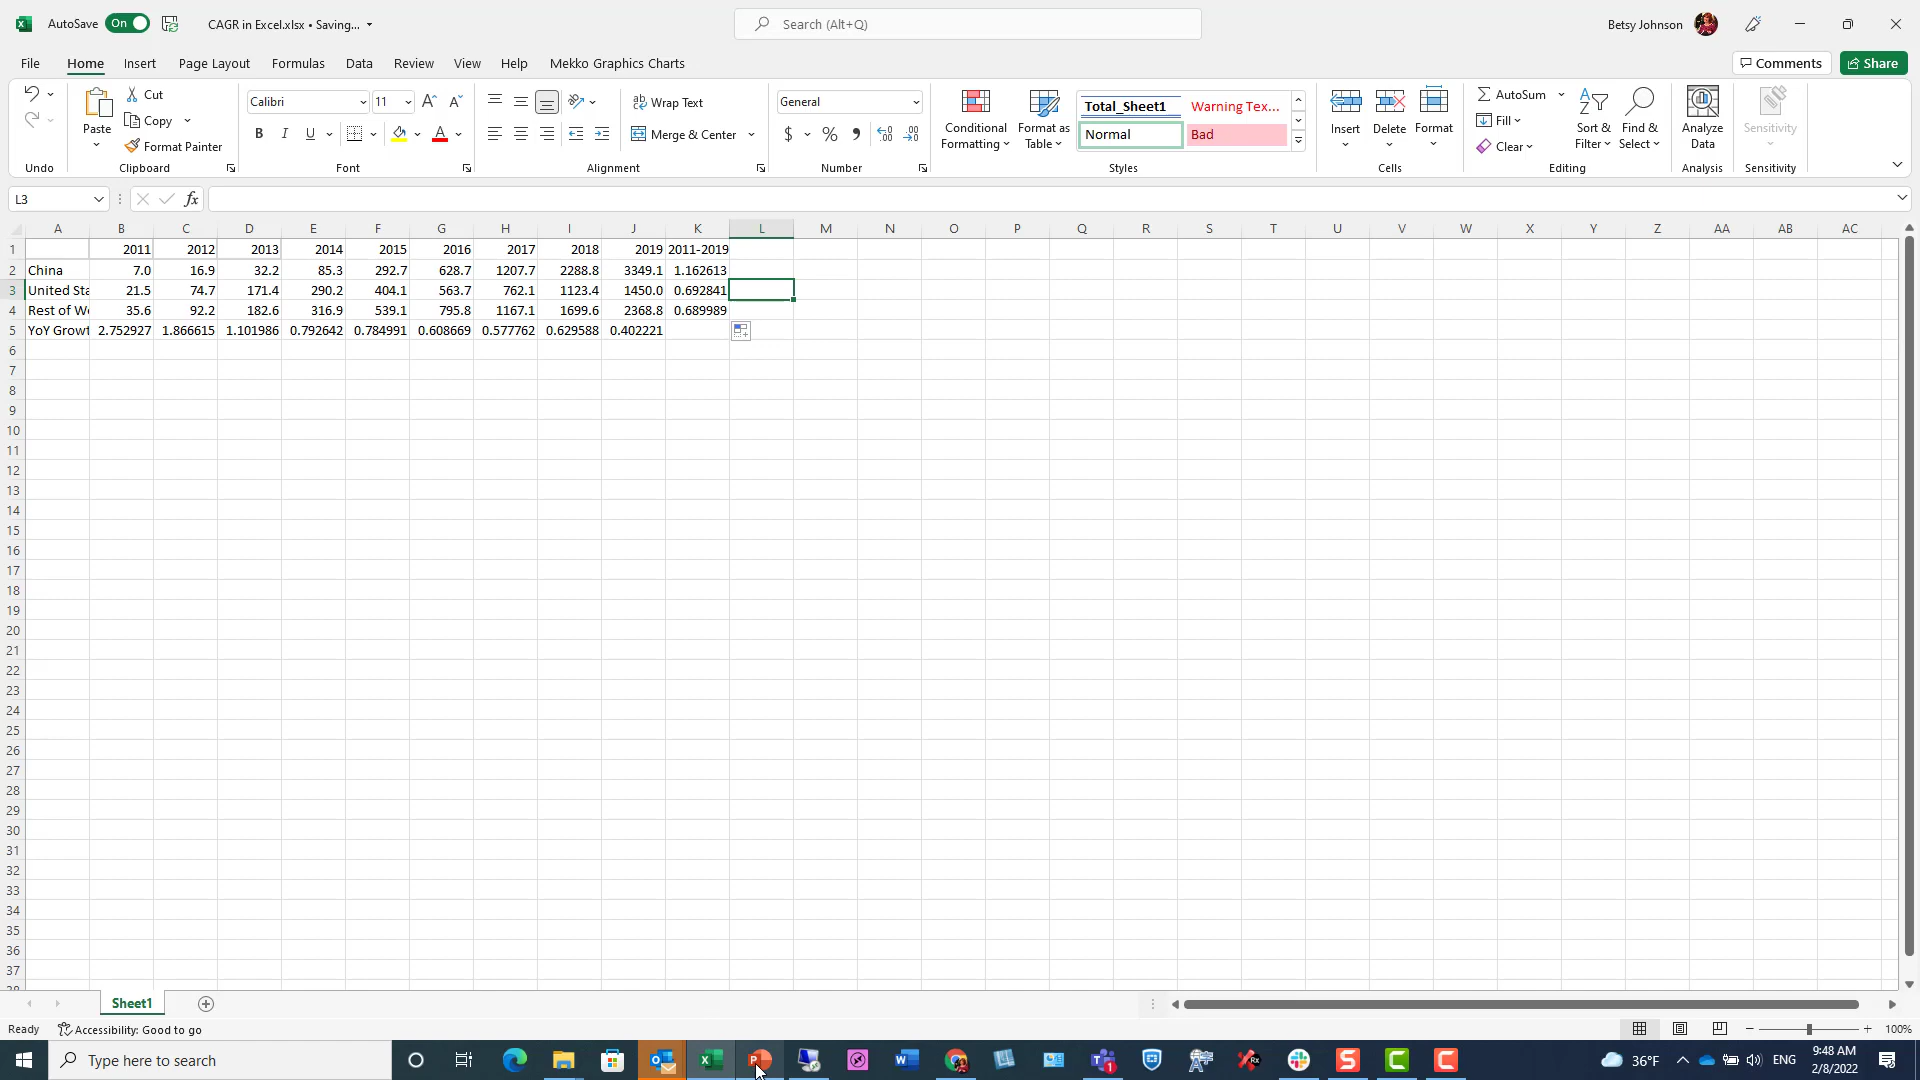 AutoSave On CAGR in Excel.xlsx • Saving... Search (Alt+Q) Betsy Johnson
File Home Insert Page Layout Formulas Data Review View Help Mekko Graphics Charts Comments Share
Paste Cut Copy Format Painter
Calibri 11 B I U A
Wrap Text Merge & Center
General $ % 9
Conditional Formatting Format as Table Total_Sheet1 Warning Tex... Normal Bad
Insert Delete Format
AutoSum Fill Clear Sort & Filter Find & Select
Analyze Data Sensitivity
Undo Clipboard Font Alignment Number Styles Cells Editing Analysis Sensitivity
L3 fx
A B C D E F G H I J K L M N O P Q R S T U V W X Y Z AA AB AC
1 2011 2012 2013 2014 2015 2016 2017 2018 2019 2011-2019
2 China 7.0 16.9 32.2 85.3 292.7 628.7 1207.7 2288.8 3349.1 1.162613
3 United Sta 21.5 74.7 171.4 290.2 404.1 563.7 762.1 1123.4 1450.0 0.692841
4 Rest of W 35.6 92.2 182.6 316.9 539.1 795.8 1167.1 1699.6 2368.8 0.689989
5 YoY Growt 2.752927 1.866615 1.101986 0.792642 0.784991 0.608669 0.577762 0.629588 0.402221
6
7
8
9
10
11
12
13
14
15
16
17
18
19
20
21
22
23
24
25
26
27
28
29
30
31
32
33
34
35
36
37
Sheet1
Ready Accessibility: Good to go 100%
Type here to search 36°F ENG 9:48 AM
2/8/2022